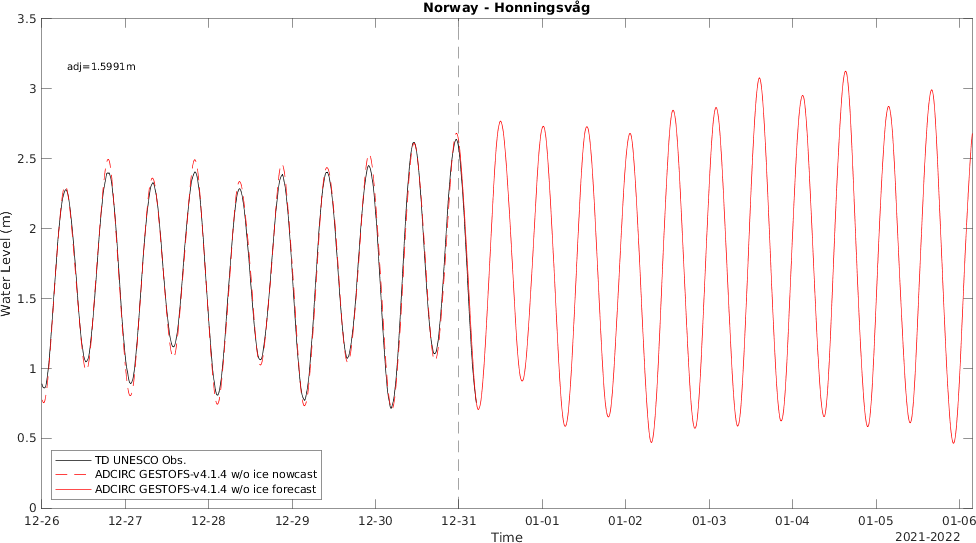 Norway - Honningsvåg
3.5
3
2.5
2
1.5
1
0.5
0
Water Level (m)
adj=1.5991m
TD UNESCO Obs.
ADCIRC GESTOFS-v4.1.4 w/o ice nowcast
ADCIRC GESTOFS-v4.1.4 w/o ice forecast
12-26 12-27 12-28 12-29 12-30 12-31 01-01 01-02 01-03 01-04 01-05 01-06
Time
2021-2022